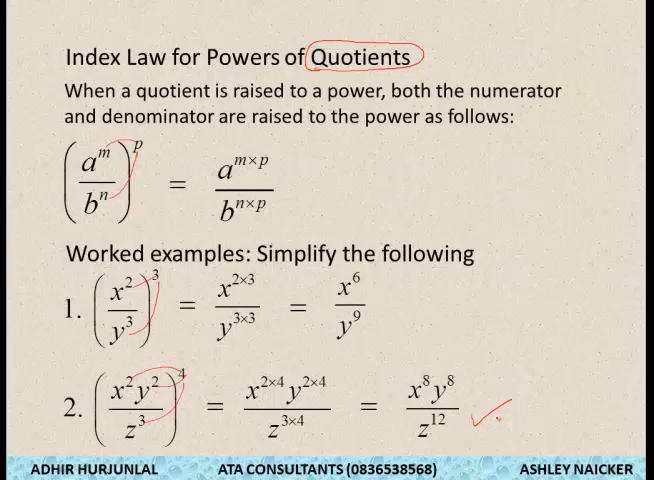 Index Law for Powers of Quotients
When a quotient is raised to a power, both the numerator
and denominator are raised to the power as follows:
(a^m / b^n)^p = a^(m×p) / b^(n×p)
Worked examples: Simplify the following
1. (x^2 / y^3)^3 = x^(2×3) / y^(3×3) = x^6 / y^9
2. (x^2 y^2 / z^3)^4 = x^(2×4) y^(2×4) / z^(3×4) = x^8 y^8 / z^12
ADHIR HURJUNLAL ATA CONSULTANTS (0836538568) ASHLEY NAICKER